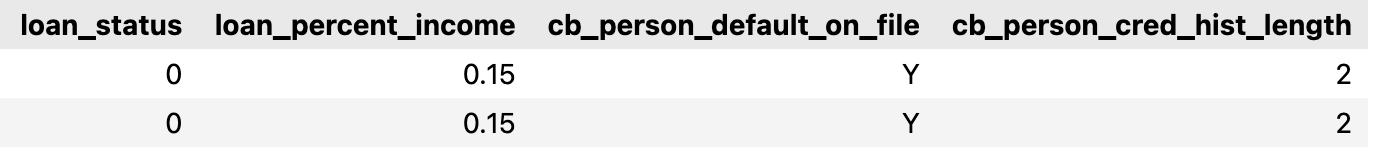 loan_status loan_percent_income cb_person_default_on_file cb_person_cred_hist_length
0 0.15 Y 2
0 0.15 Y 2